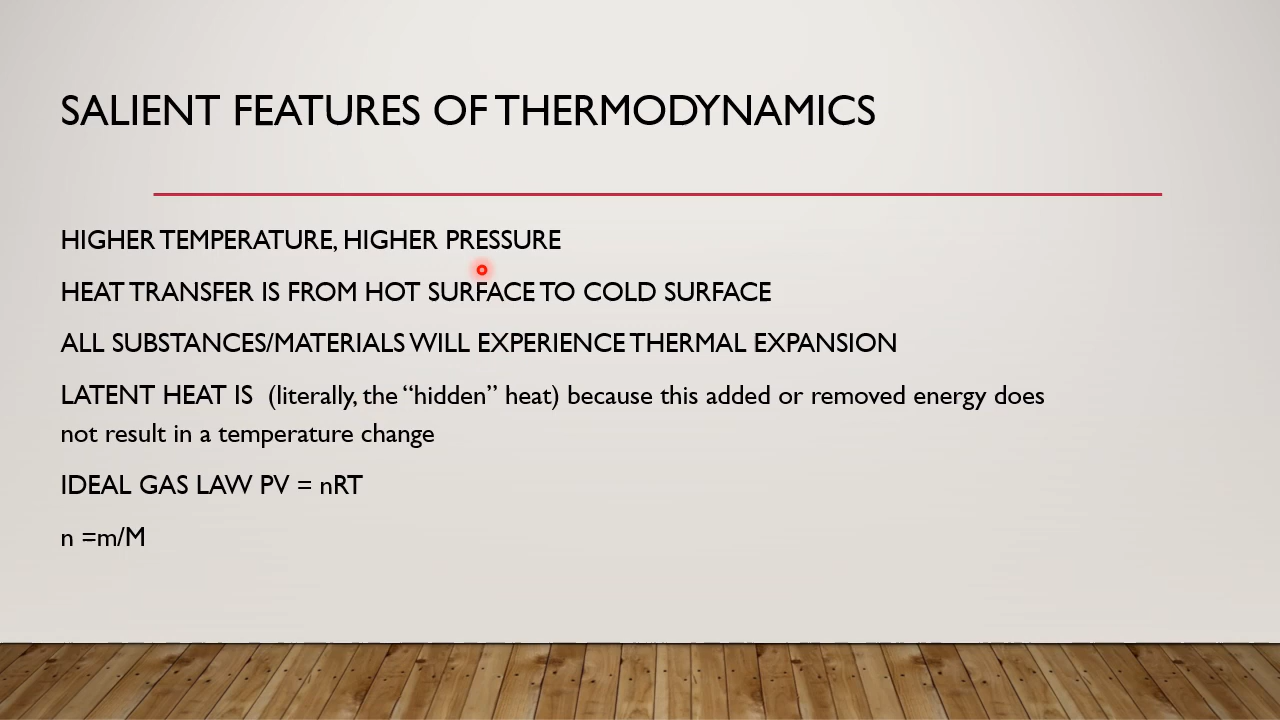 SALIENT FEATURES OF THERMODYNAMICS
HIGHER TEMPERATURE, HIGHER PRESSURE
HEAT TRANSFER IS FROM HOT SURFACE TO COLD SURFACE
ALL SUBSTANCES/MATERIALS WILL EXPERIENCE THERMAL EXPANSION
LATENT HEAT IS  (literally, the “hidden” heat) because this added or removed energy does
not result in a temperature change
IDEAL GAS LAW PV = nRT
n =m/M